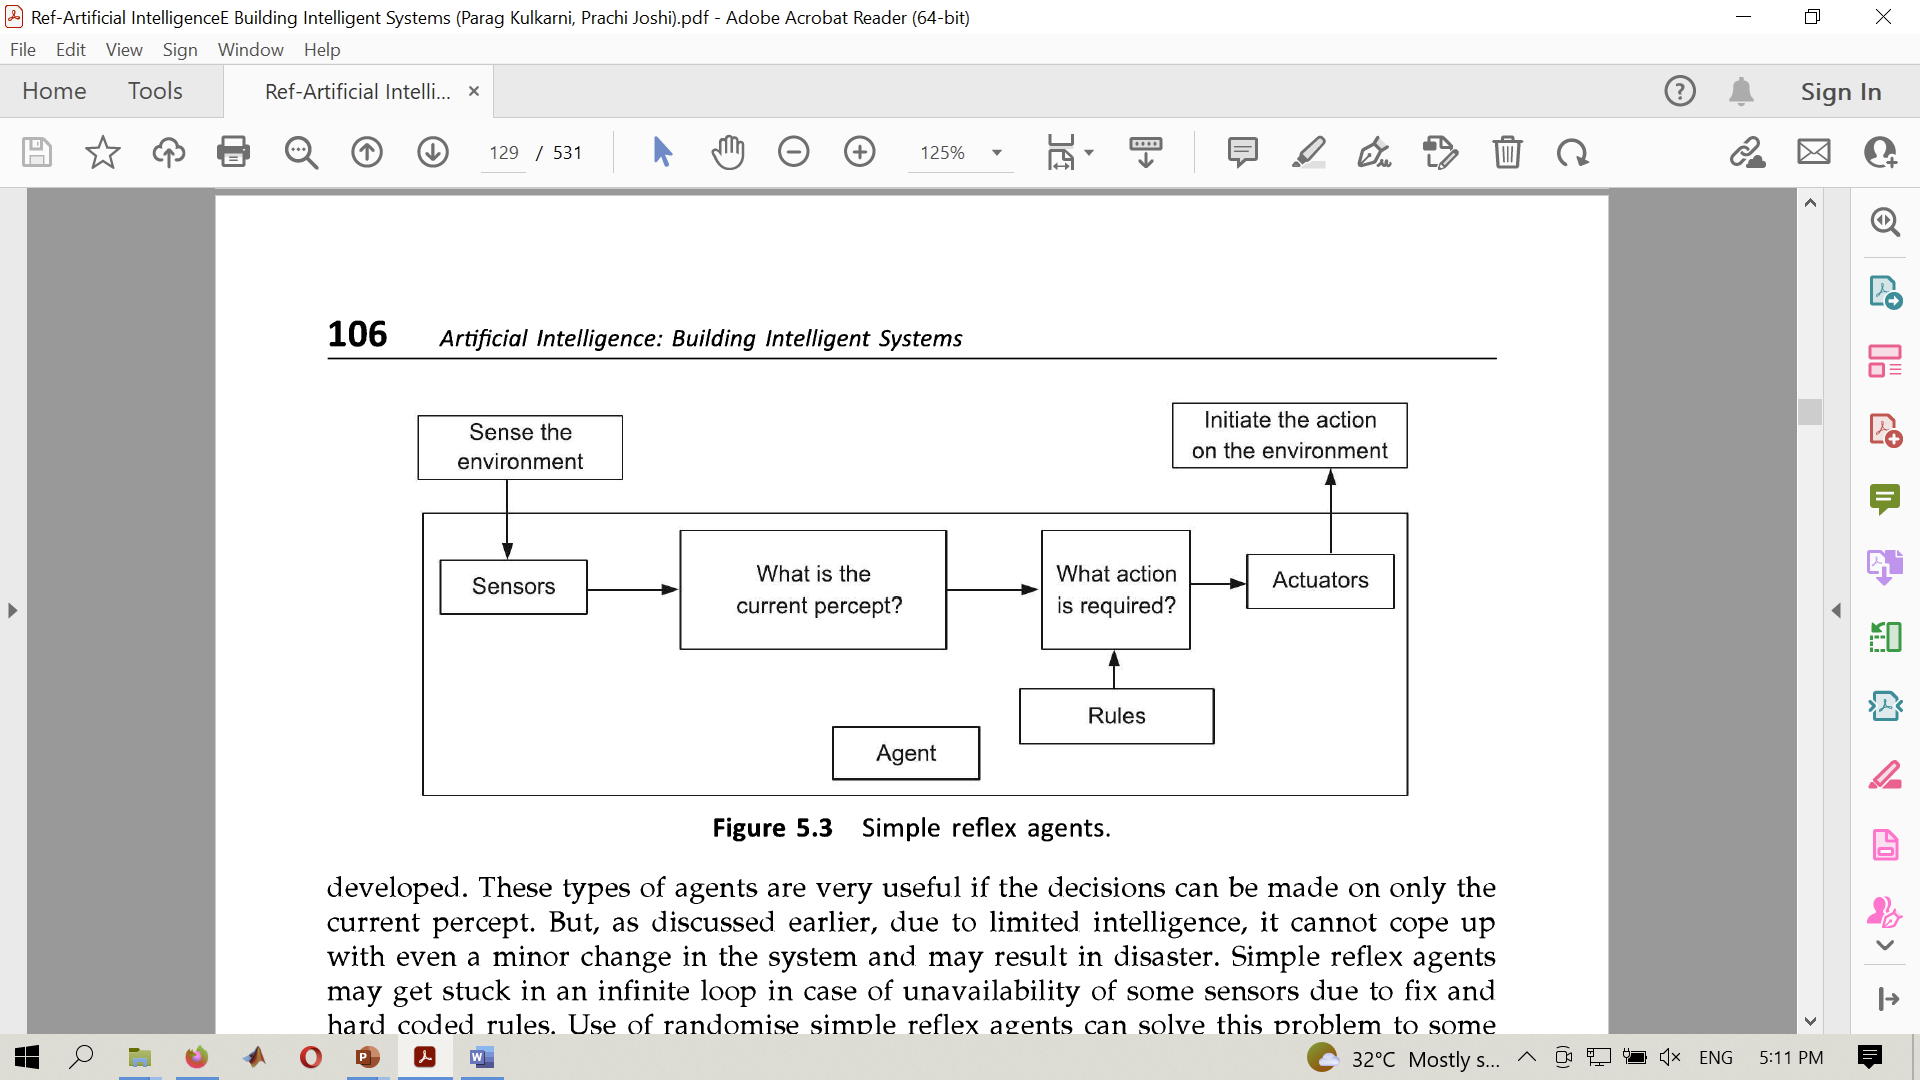 Ref-Artificial IntelligenceE Building Intelligent Systems (Parag Kulkarni, Prachi Joshi).pdf - Adobe Acrobat Reader (64-bit)
File Edit View Sign Window Help
Home Tools Ref-Artificial Intelli... × Sign In
129 / 531 125%
106 Artificial Intelligence: Building Intelligent Systems
Sense the
environment
Initiate the action
on the environment
Sensors
What is the
current percept?
What action
is required?
Actuators
Rules
Agent
Figure 5.3 Simple reflex agents.
developed. These types of agents are very useful if the decisions can be made on only the
current percept. But, as discussed earlier, due to limited intelligence, it cannot cope up
with even a minor change in the system and may result in disaster. Simple reflex agents
may get stuck in an infinite loop in case of unavailability of some sensors due to fix and
hard coded rules. Use of randomise simple reflex agents can solve this problem to some
32°C Mostly s... ENG 5:11 PM